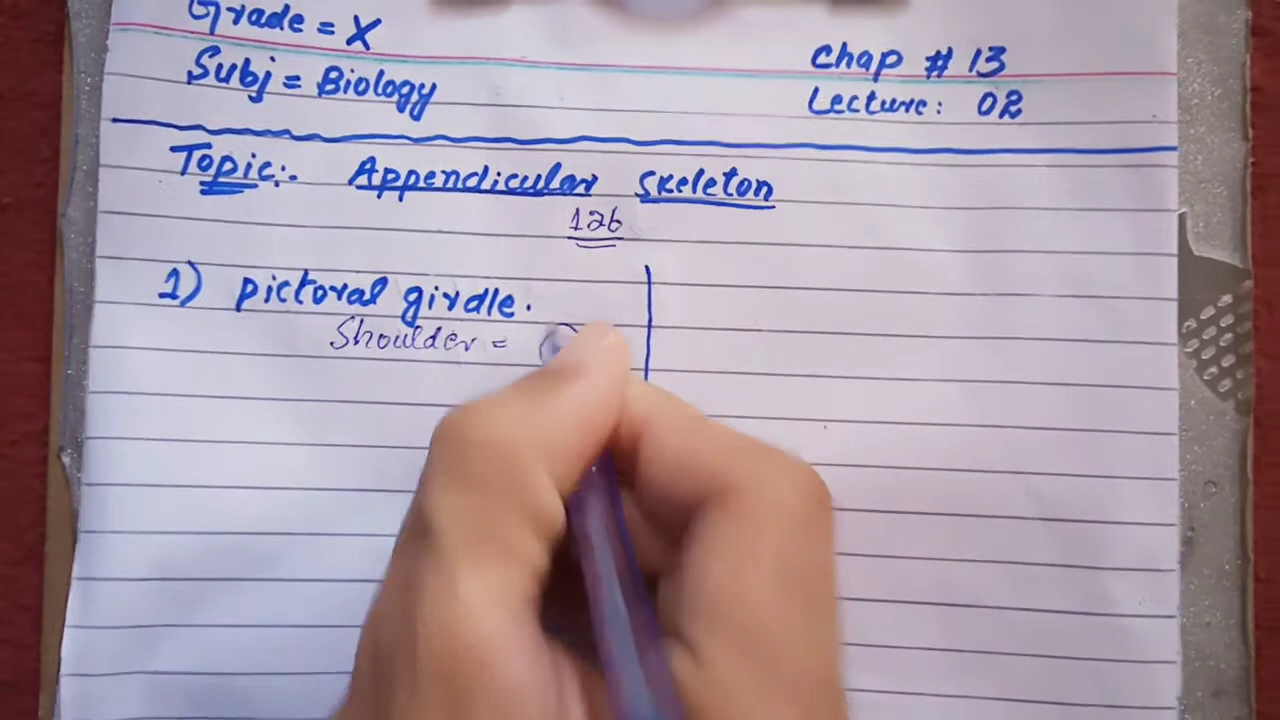 Grade = X
Subj = Biology
Chap # 13
Lecture: 02
Topic:- Appendicular skeleton
126
1) pictoral girdle.
Shoulder =